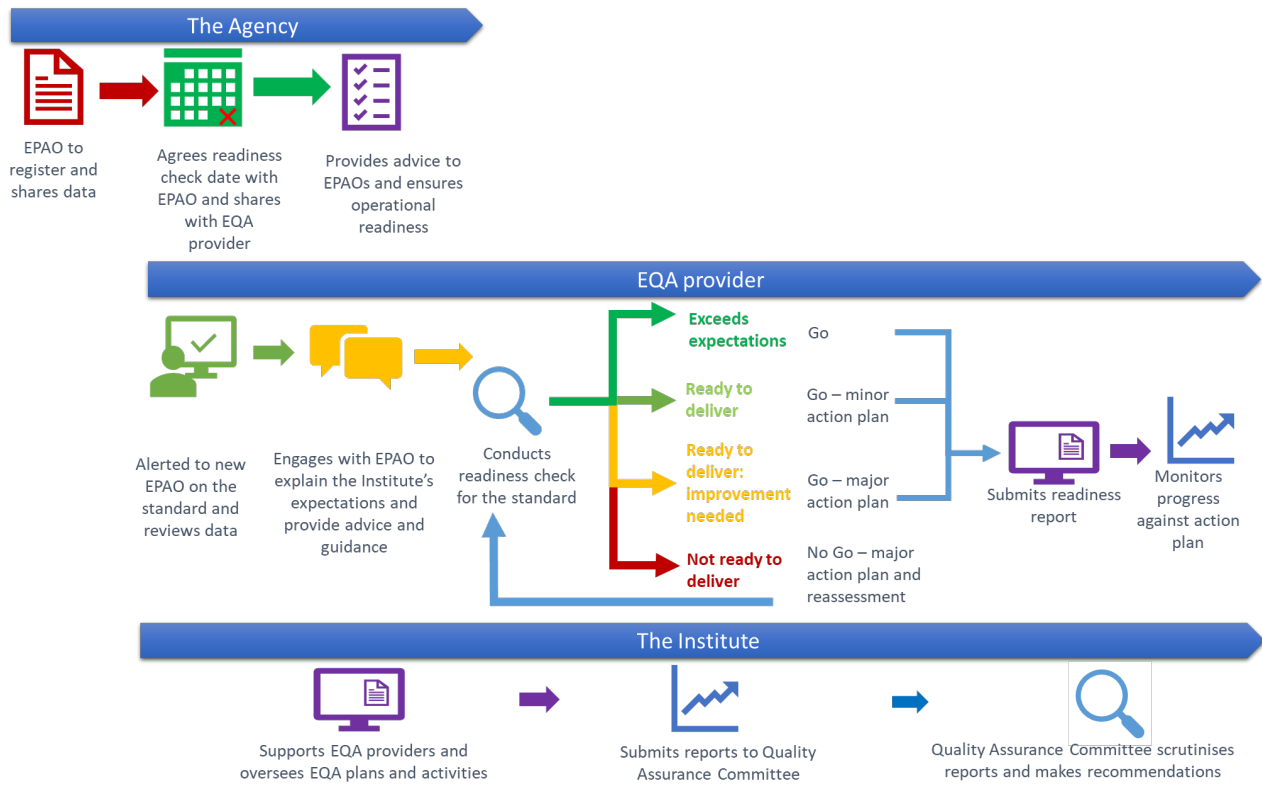 The Agency
EPAO to
register and
shares data
Agrees readiness
check date with
EPAO and shares
with EQA
provider
Provides advice to
EPAOs and ensures
operational
readiness
EQA provider
Alerted to new
EPAO on the
standard and
reviews data
Engages with EPAO to
explain the Institute's
expectations and
provide advice and
guidance
Conducts
readiness check
for the standard
Exceeds
expectations
Go
Ready to
deliver
Go – minor
action plan
Ready to
deliver:
Improvement
needed
Go – major
action plan
Not ready to
deliver
No Go – major
action plan and
reassessment
Submits readiness
report
Monitors
progress
against action
plan
The Institute
Supports EQA providers and
oversees EQA plans and activities
Submits reports to Quality
Assurance Committee
Quality Assurance Committee scrutinises
reports and makes recommendations